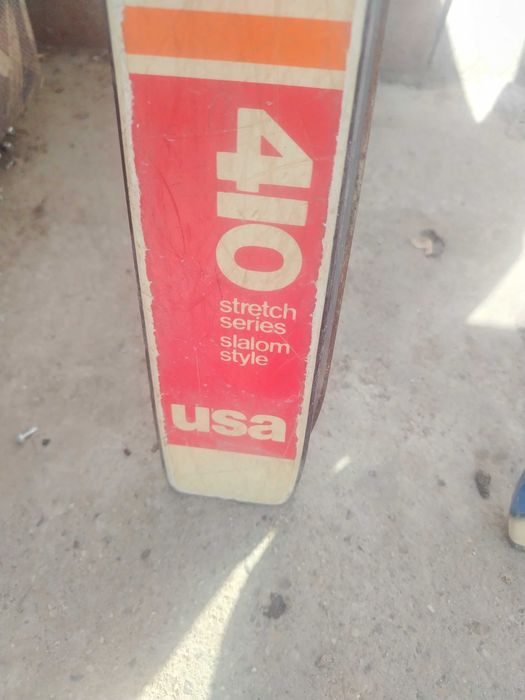 410
stretch
series
slalom
style
usa